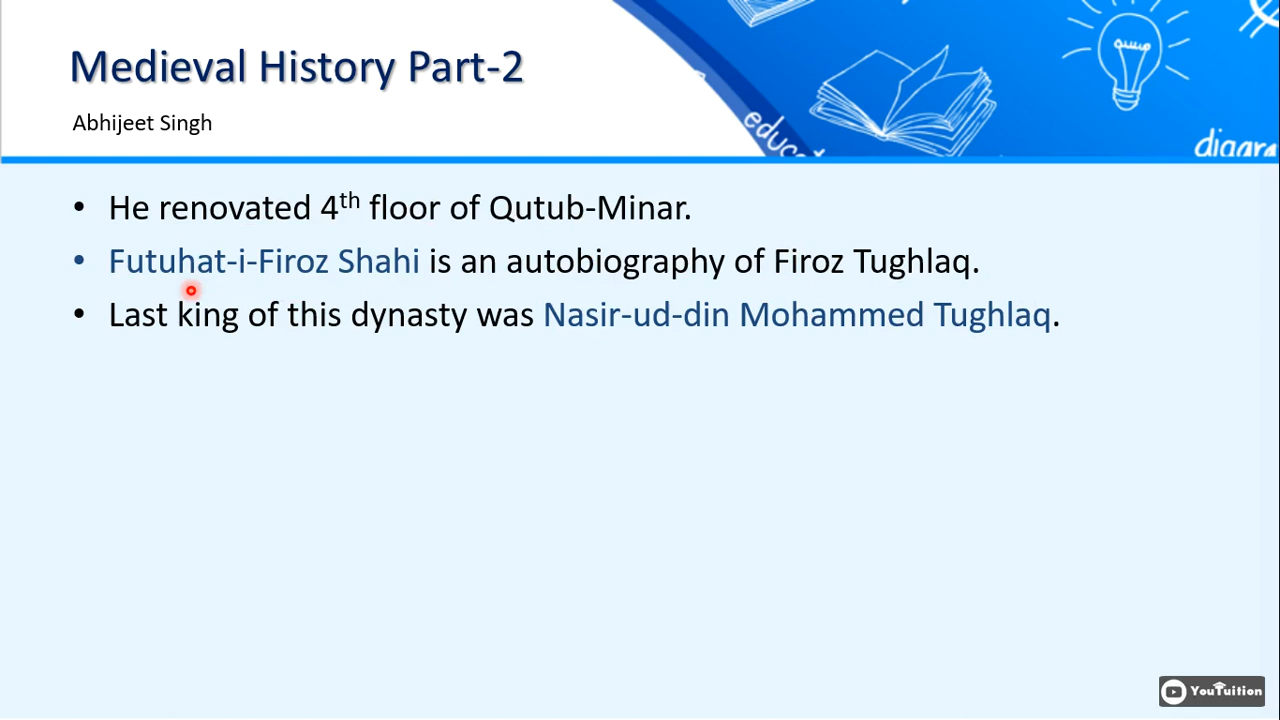 Medieval History Part-2
Abhijeet Singh
• He renovated 4th floor of Qutub-Minar.
• Futuhat-i-Firoz Shahi is an autobiography of Firoz Tughlaq.
• Last king of this dynasty was Nasir-ud-din Mohammed Tughlaq.
YouTuition